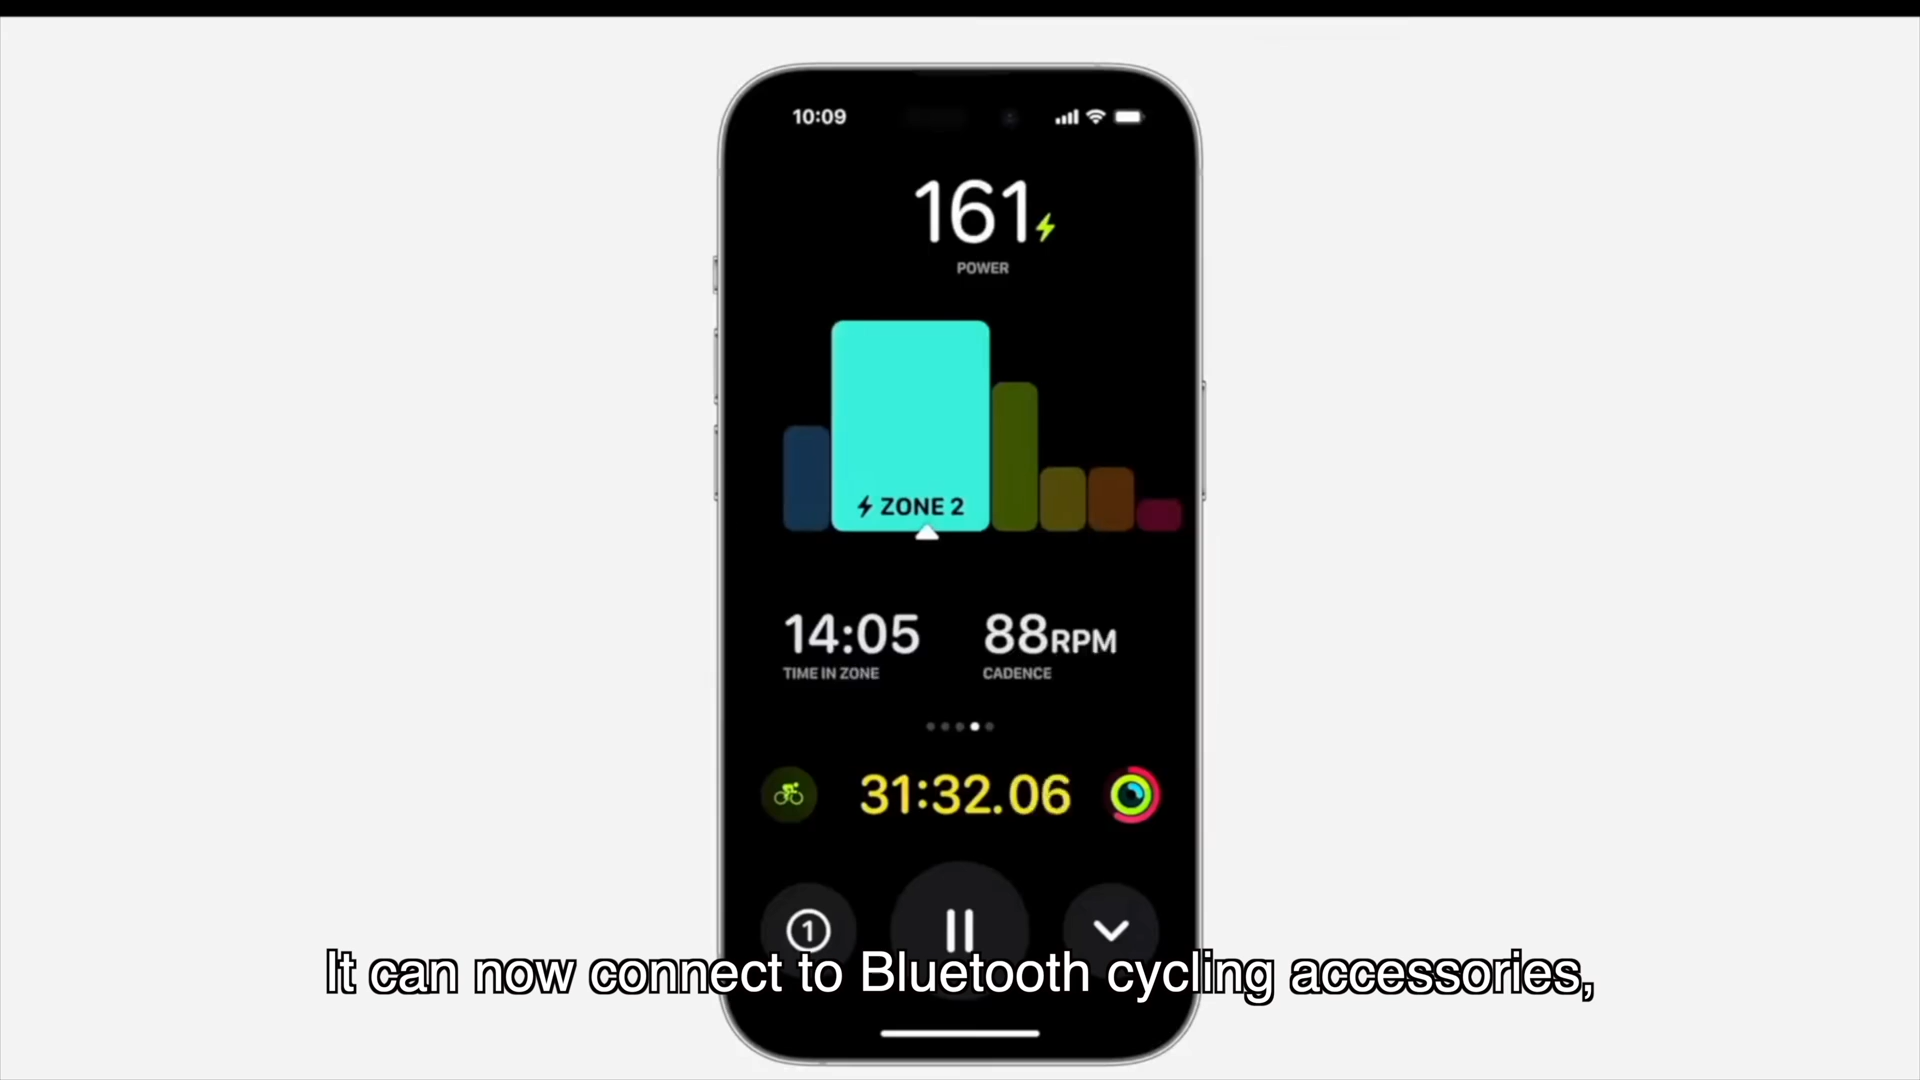 10:09
161
POWER
ZONE 2
14:05 88RPM
TIME IN ZONE CADENCE
31:32.06
1
It can now connect to Bluetooth cycling accessories,